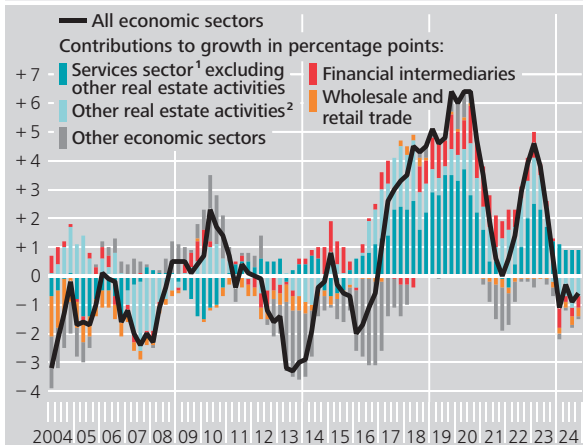 All economic sectors
Contributions to growth in percentage points:
Services sector¹ excluding
other real estate activities
Other real estate activities²
Other economic sectors
Financial intermediaries
Wholesale and
retail trade
+ 7
+ 6
+ 5
+ 4
+ 3
+ 2
+ 1
0
− 1
− 2
− 3
− 4
2004 05 06 07 08 09 10 11 12 13 14 15 16 17 18 19 20 21 22 23 24